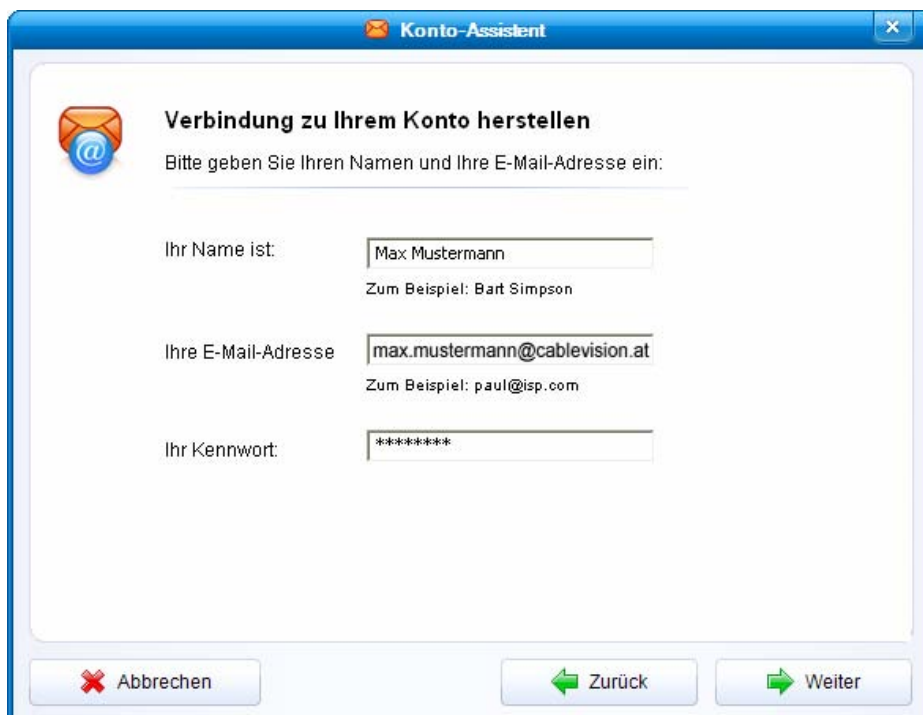 Konto-Assistent
Verbindung zu Ihrem Konto herstellen
Bitte geben Sie Ihren Namen und Ihre E-Mail-Adresse ein:
Ihr Name ist:
Max Mustermann
Zum Beispiel: Bart Simpson
Ihre E-Mail-Adresse
max.mustermann@cablevision.at
Zum Beispiel: paul@isp.com
Ihr Kennwort:
********
Abbrechen
Zurück
Weiter